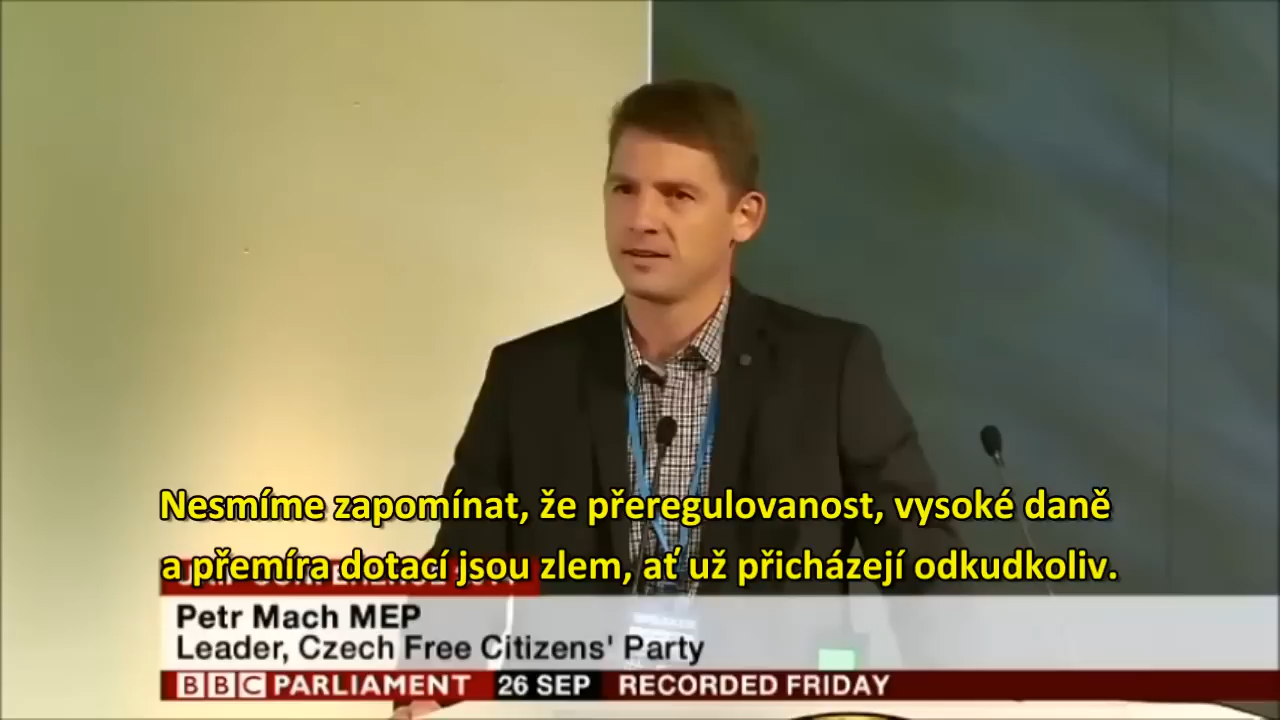 Nesmíme zapomínat, že přeregulovanost, vysoké daně
a přemíra dotací jsou zlem, ať už přicházejí odkudkoliv.
Petr Mach MEP
Leader, Czech Free Citizens' Party
BBC PARLIAMENT 26 SEP RECORDED FRIDAY